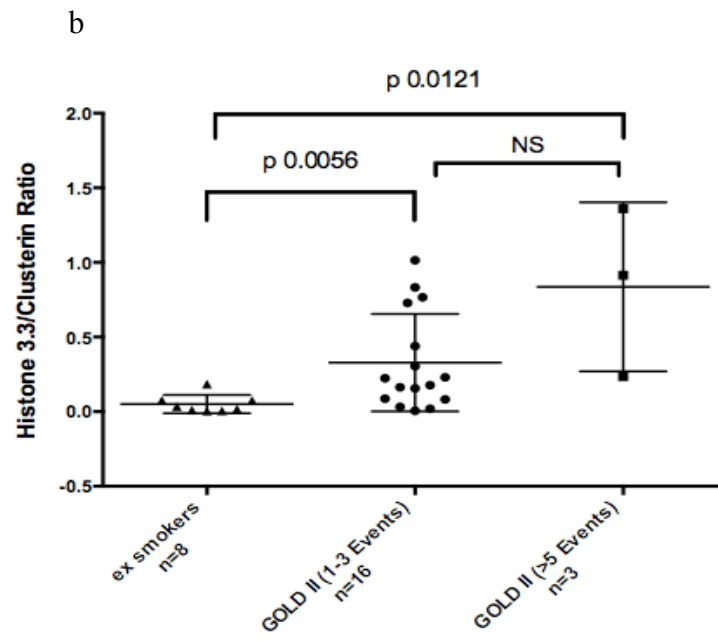 b
p 0.0121
2.0
NS
p 0.0056
1.5
1.0
0.5
0.0
-0.5
Histone 3.3/Clusterin Ratio
ex smokers
n=8
GOLD II (1-3 Events)
n=16
GOLD II (>5 Events)
n=3